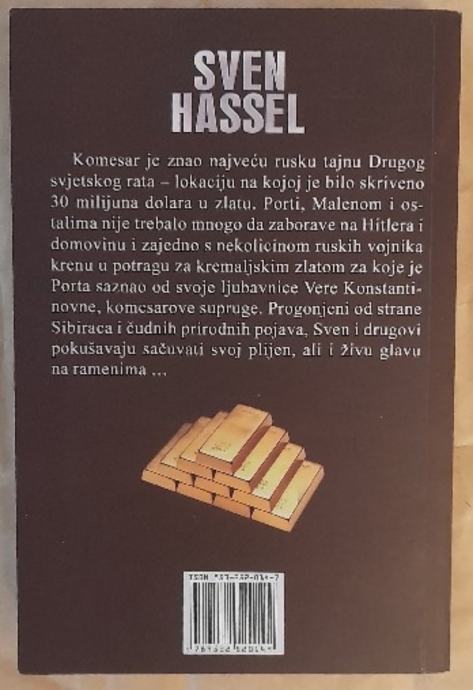 SVEN
HASSEL
Komesar je znao najveću rusku tajnu Drugog
svjetskog rata – lokaciju na kojoj je bilo skriveno
30 milijuna dolara u zlatu. Porti, Malenom i os-
talima nije trebalo mnogo da zaborave na Hitlera i
domovinu i zajedno s nekolicinom ruskih vojnika
krenu u potragu za kremaljskim zlatom za koje je
Porta saznao od svoje ljubavnice Vere Konstanti-
novne, komesarove supruge. Progonjeni od strane
Sibiraca i čudnih prirodnih pojava, Sven i drugovi
pokušavaju sačuvati svoj plijen, ali i živu glavu
na ramenima ...
ISBN